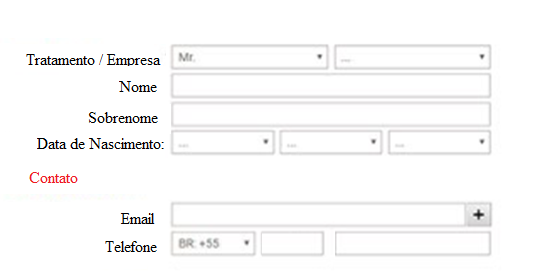 Tratamento / Empresa Mr. ...
Nome
Sobrenome
Data de Nascimento: ... ... ...
Contato
Email +
Telefone BR: +55